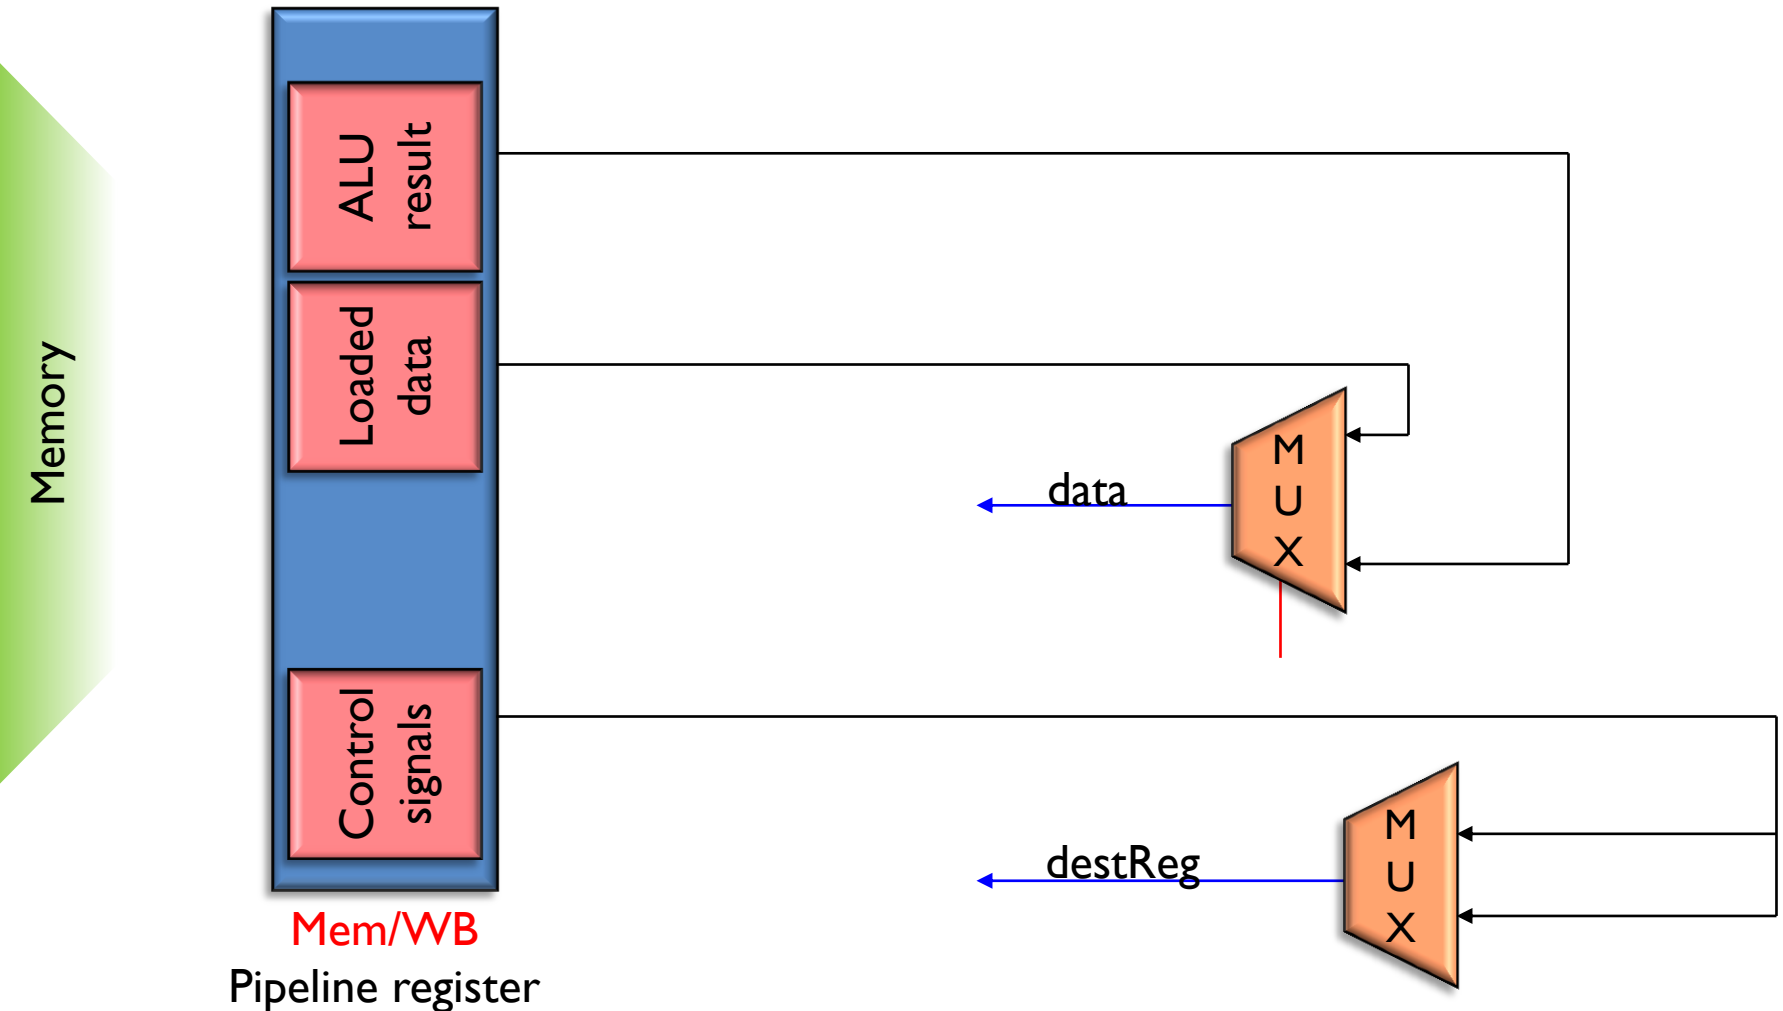 Memory
ALU
result
Loaded
data
Control
signals
Mem/WB
Pipeline register
data
M
U
X
destReg
M
U
X